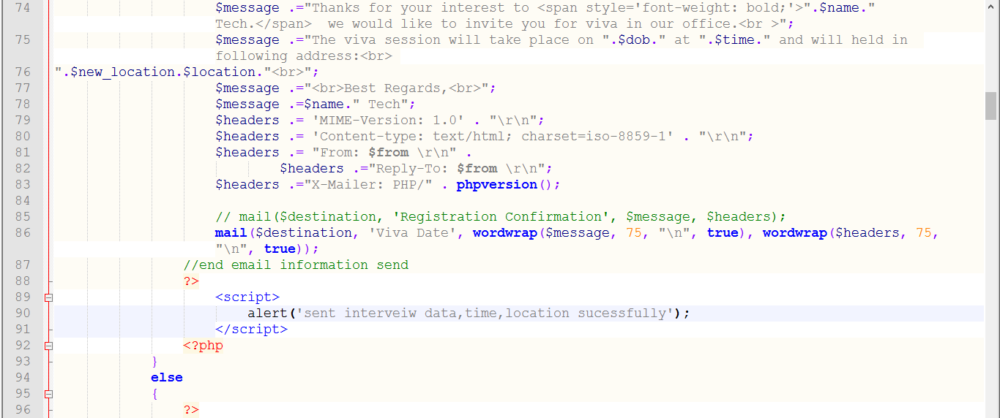 74 $message .="Thanks for your interest to <span style='font-weight: bold;'>".$name."
Tech.</span>  we would like to invite you for viva in our office.<br >";
75 $message .="The viva session will take place on ".$dob." at ".$time." and will held in
following address:<br>
76 ".$new_location.$location."<br>";
77 $message .="<br>Best Regards,<br>";
78 $message .=$name." Tech";
79 $headers .= 'MIME-Version: 1.0' . "\r\n";
80 $headers .= 'Content-type: text/html; charset=iso-8859-1' . "\r\n";
81 $headers .= "From: $from \r\n" .
82 $headers .="Reply-To: $from \r\n";
83 $headers .="X-Mailer: PHP/" . phpversion();
84
85 // mail($destination, 'Registration Confirmation', $message, $headers);
86 mail($destination, 'Viva Date', wordwrap($message, 75, "\n", true), wordwrap($headers, 75,
"\n", true));
87 //end email information send
88 ?>
89 <script>
90 alert('sent interveiw data,time,location sucessfully');
91 </script>
92 <?php
93 }
94 else
95 {
96 ?>